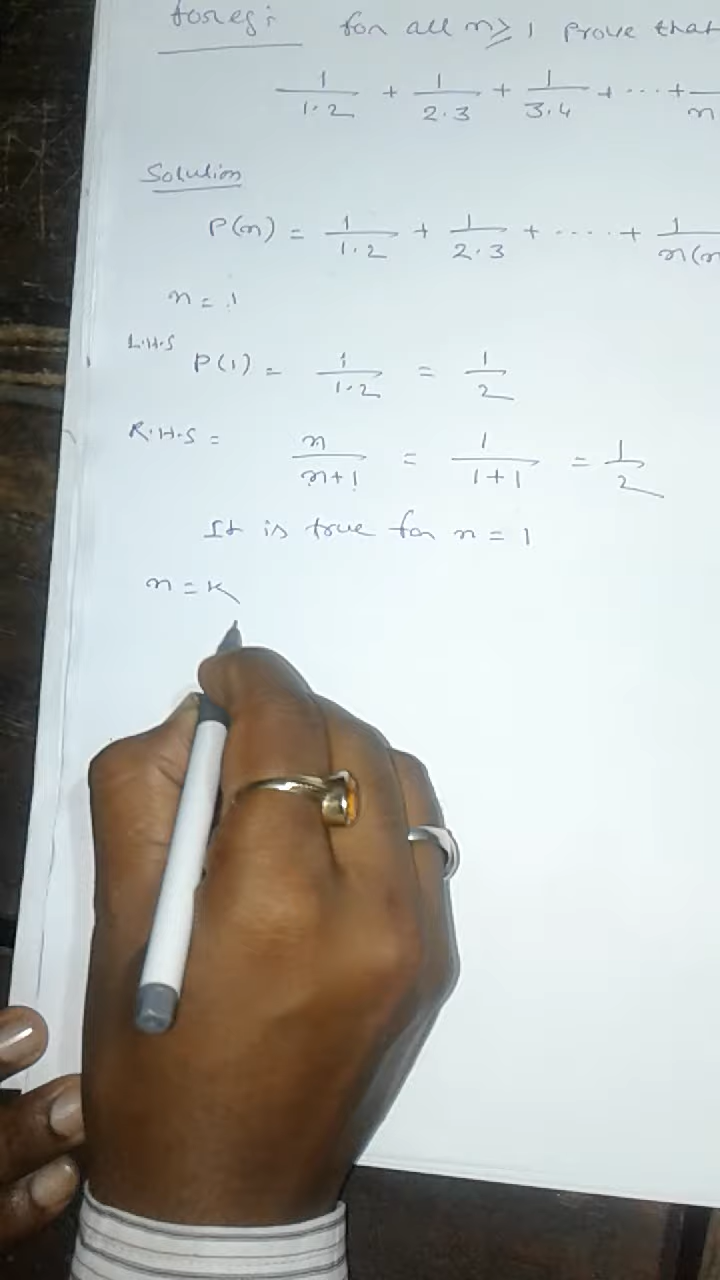 for eg: for all n ≥ 1 prove that
1/1.2 + 1/2.3 + 1/3.4 + ... + /n
Solution
P(n) = 1/1.2 + 1/2.3 + ..... + 1/n(n
n = 1
L.H.S P(1) = 1/1.2 = 1/2
R.H.S = n/n+1 = 1/1+1 = 1/2
It is true for n = 1
n = K